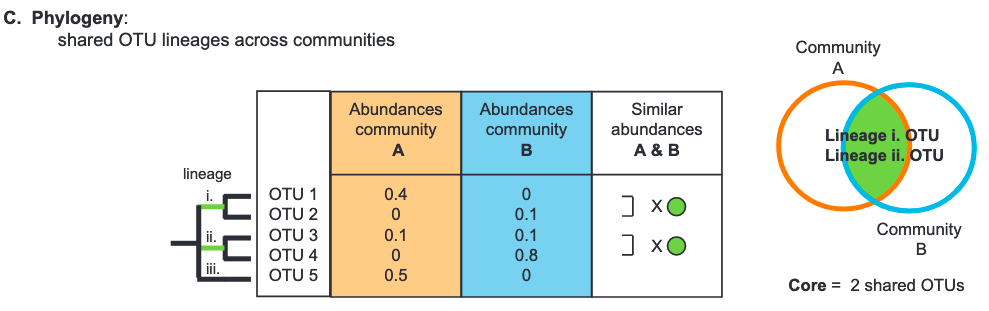 C. Phylogeny:
shared OTU lineages across communities
Abundances community A
Abundances community B
Similar abundances A & B
lineage
i.
ii.
iii.
OTU 1 0.4 0
OTU 2 0 0.1
OTU 3 0.1 0.1
OTU 4 0 0.8
OTU 5 0.5 0
] X
] X
Community
A
Lineage i. OTU
Lineage ii. OTU
Community
B
Core = 2 shared OTUs